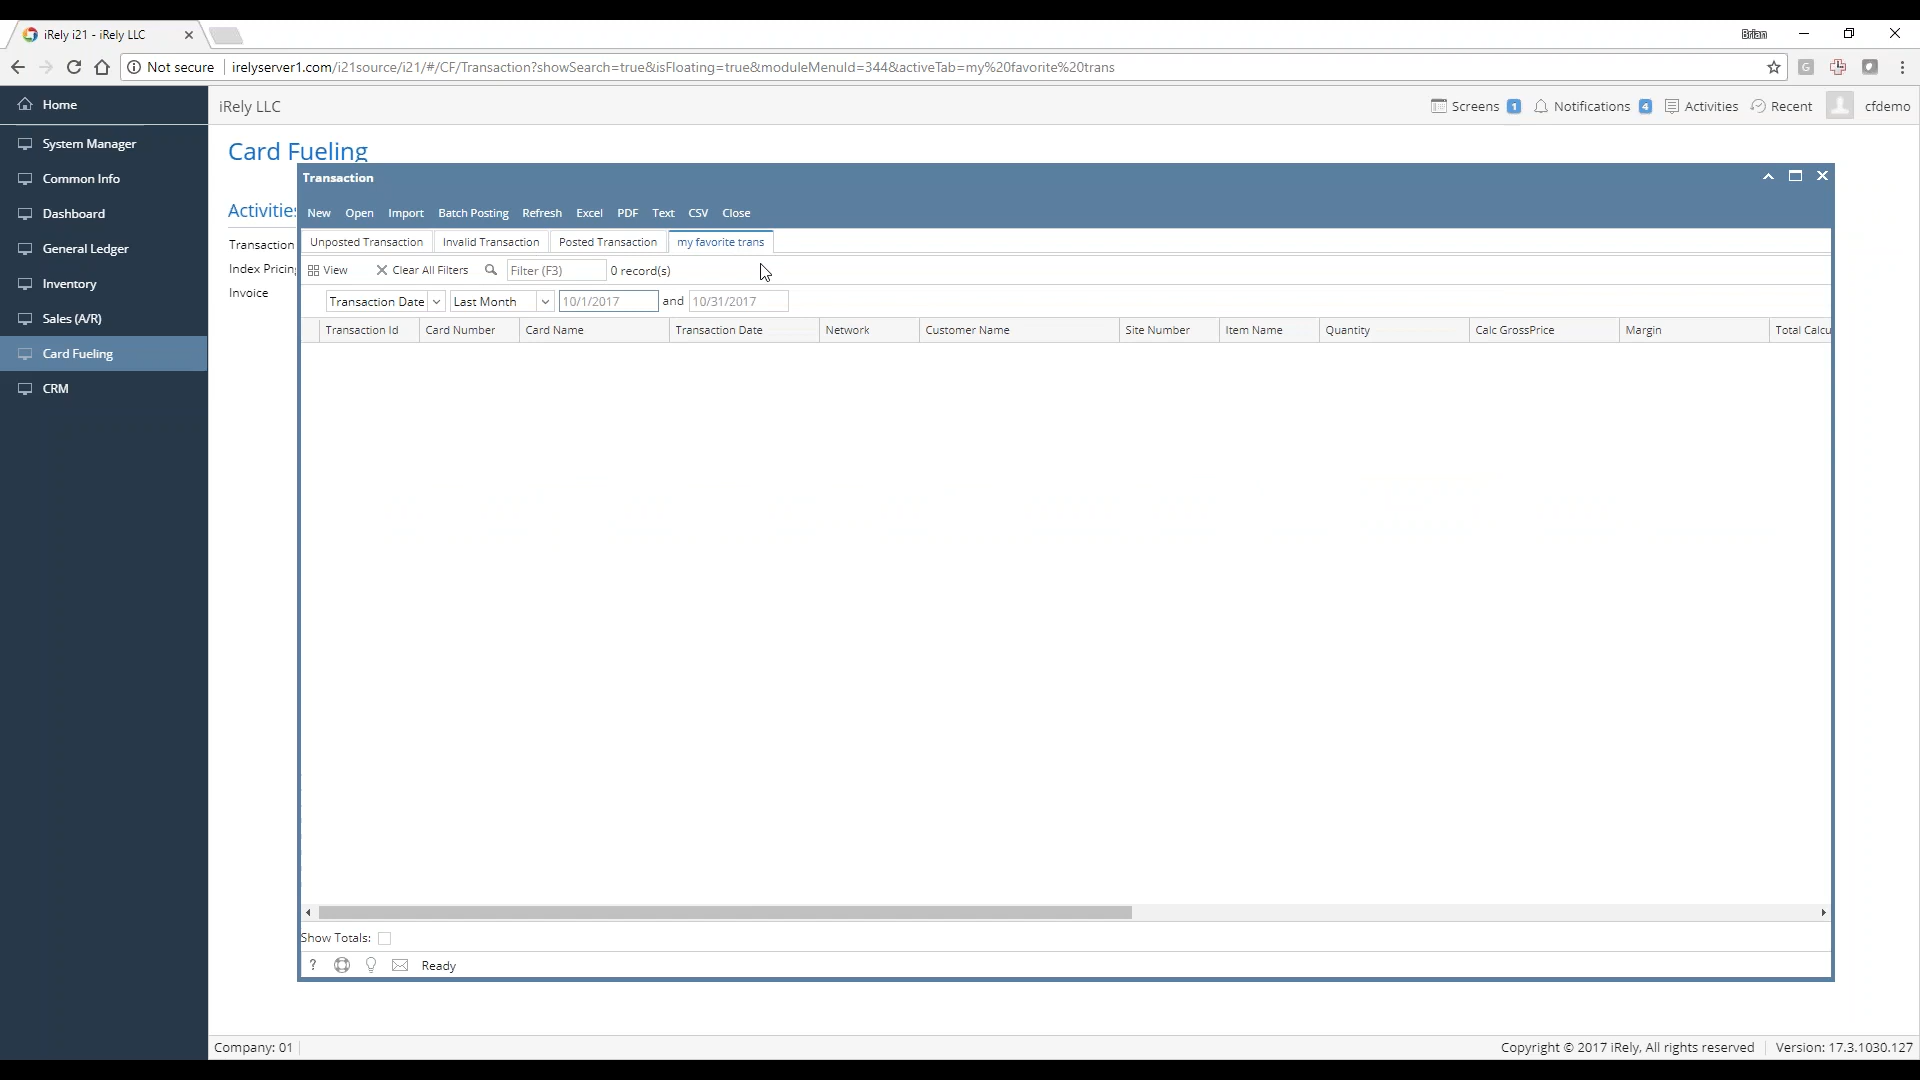 iRely i21 - iRely LLC
Brian
Not secure irelyserver1.com/i21source/i21/#/CF/Transaction?showSearch=true&isFloating=true&moduleMenuId=344&activeTab=my%20favorite%20trans
Home
iRely LLC
Screens 1 Notifications 4 Activities Recent cfdemo
System Manager
Common Info
Dashboard
General Ledger
Inventory
Sales (A/R)
Card Fueling
CRM
Card Fueling
Activities
Transaction
Index Pricing
Invoice
Transaction
New Open Import Batch Posting Refresh Excel PDF Text CSV Close
Unposted Transaction Invalid Transaction Posted Transaction my favorite trans
View Clear All Filters Filter (F3) 0 record(s)
Transaction Date Last Month 10/1/2017 and 10/31/2017
Transaction Id Card Number Card Name Transaction Date Network Customer Name Site Number Item Name Quantity Calc GrossPrice Margin Total Calcu
Show Totals:
? Ready
Company: 01
Copyright © 2017 iRely, All rights reserved Version: 17.3.1030.127